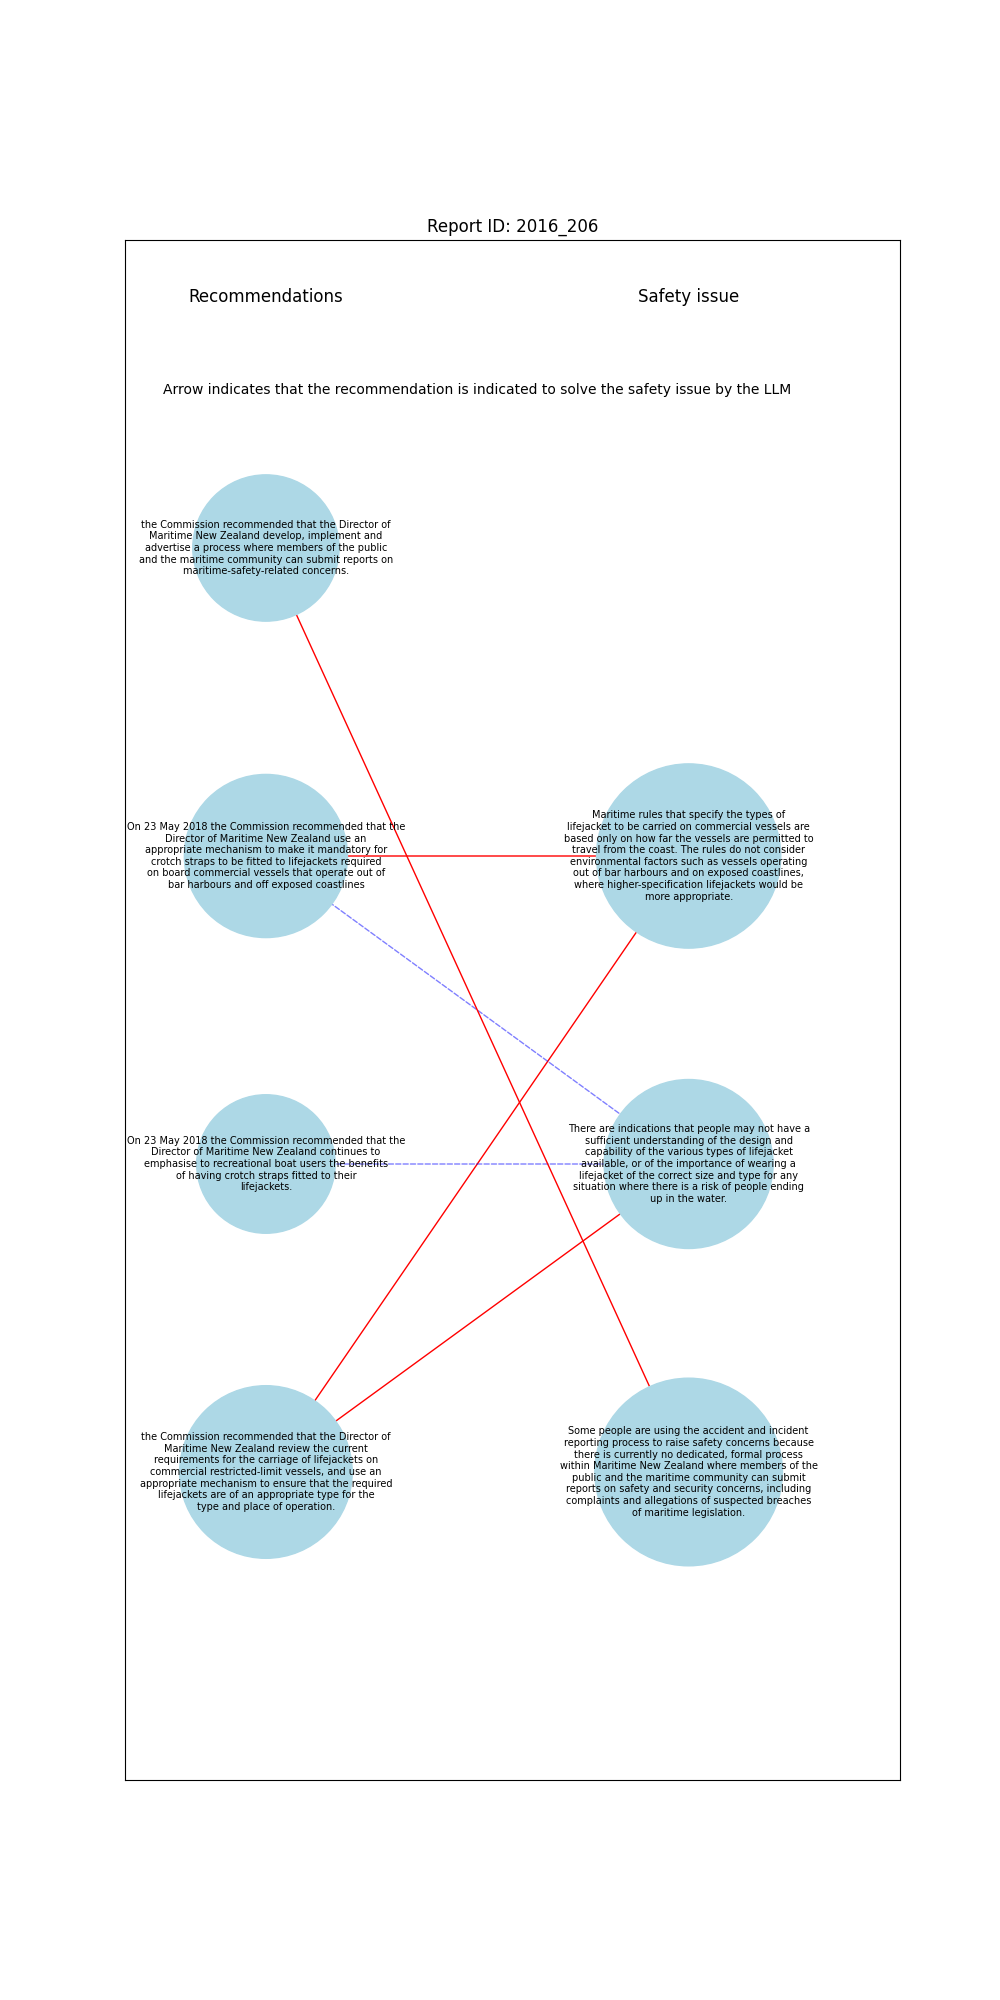 Report ID: 2016_206
Recommendations
Safety issue
Arrow indicates that the recommendation is indicated to solve the safety issue by the LLM
the Commission recommended that the Director of
Maritime New Zealand develop, implement and
advertise a process where members of the public
and the maritime community can submit reports on
maritime-safety-related concerns.
On 23 May 2018 the Commission recommended that the
Director of Maritime New Zealand use an
appropriate mechanism to make it mandatory for
crotch straps to be fitted to lifejackets required
on board commercial vessels that operate out of
bar harbours and off exposed coastlines
Maritime rules that specify the types of
lifejacket to be carried on commercial vessels are
based only on how far the vessels are permitted to
travel from the coast. The rules do not consider
environmental factors such as vessels operating
out of bar harbours and on exposed coastlines,
where higher-specification lifejackets would be
more appropriate.
On 23 May 2018 the Commission recommended that the
Director of Maritime New Zealand continues to
emphasise to recreational boat users the benefits
of having crotch straps fitted to their
lifejackets.
There are indications that people may not have a
sufficient understanding of the design and
capability of the various types of lifejacket
available, or of the importance of wearing a
lifejacket of the correct size and type for any
situation where there is a risk of people ending
up in the water.
the Commission recommended that the Director of
Maritime New Zealand review the current
requirements for the carriage of lifejackets on
commercial restricted-limit vessels, and use an
appropriate mechanism to ensure that the required
lifejackets are of an appropriate type for the
type and place of operation.
Some people are using the accident and incident
reporting process to raise safety concerns because
there is currently no dedicated, formal process
within Maritime New Zealand where members of the
public and the maritime community can submit
reports on safety and security concerns, including
complaints and allegations of suspected breaches
of maritime legislation.